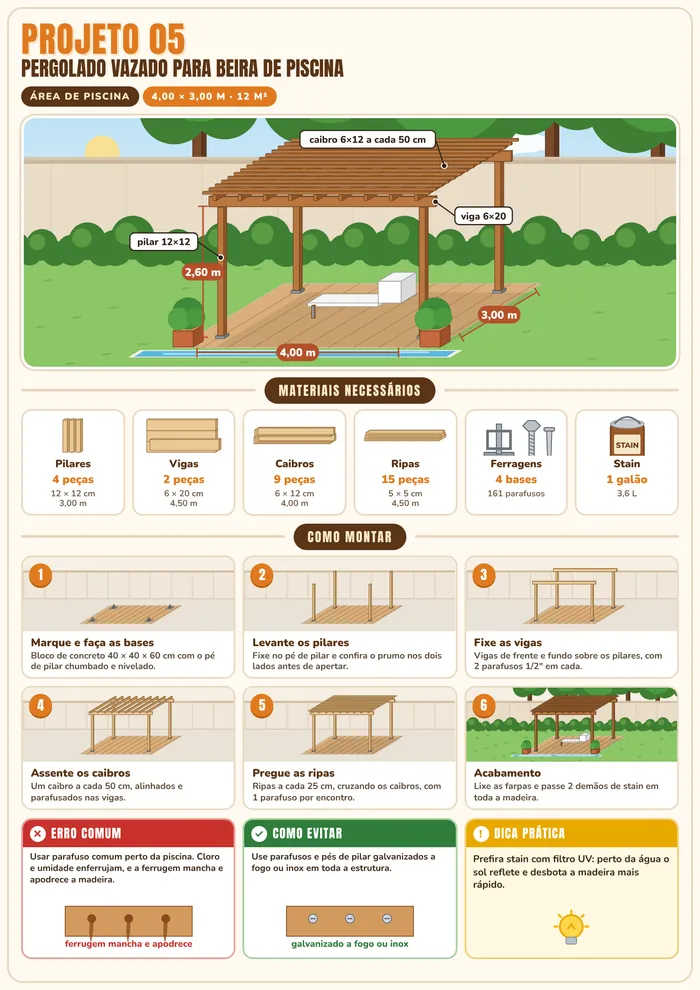 PROJETO 05
PERGOLADO VAZADO PARA BEIRA DE PISCINA
ÁREA DE PISCINA
4,00 × 3,00 M · 12 M²
caibro 6×12 a cada 50 cm
viga 6×20
pilar 12×12
2,60 m
3,00 m
4,00 m
MATERIAIS NECESSÁRIOS
Pilares
4 peças
12 × 12 cm
3,00 m
Vigas
2 peças
6 × 20 cm
4,50 m
Caibros
9 peças
6 × 12 cm
4,00 m
Ripas
15 peças
5 × 5 cm
4,50 m
Ferragens
4 bases
161 parafusos
STAIN
Stain
1 galão
3,6 L
COMO MONTAR
1
Marque e faça as bases
Bloco de concreto 40 × 40 × 60 cm com o pé
de pilar chumbado e nivelado.
2
Levante os pilares
Fixe no pé de pilar e confira o prumo nos dois
lados antes de apertar.
3
Fixe as vigas
Vigas de frente e fundo sobre os pilares, com
2 parafusos 1/2" em cada.
4
Assente os caibros
Um caibro a cada 50 cm, alinhados e
parafusados nas vigas.
5
Pregue as ripas
Ripas a cada 25 cm, cruzando os caibros, com
1 parafuso por encontro.
6
Acabamento
Lixe as farpas e passe 2 demãos de stain em
toda a madeira.
ERRO COMUM
Usar parafuso comum perto da piscina. Cloro
e umidade enferrujam, e a ferrugem mancha e
apodrece a madeira.
ferrugem mancha e apodrece
COMO EVITAR
Use parafusos e pés de pilar galvanizados a
fogo ou inox em toda a estrutura.
galvanizado a fogo ou inox
DICA PRÁTICA
Prefira stain com filtro UV: perto da água o
sol reflete e desbota a madeira mais
rápido.